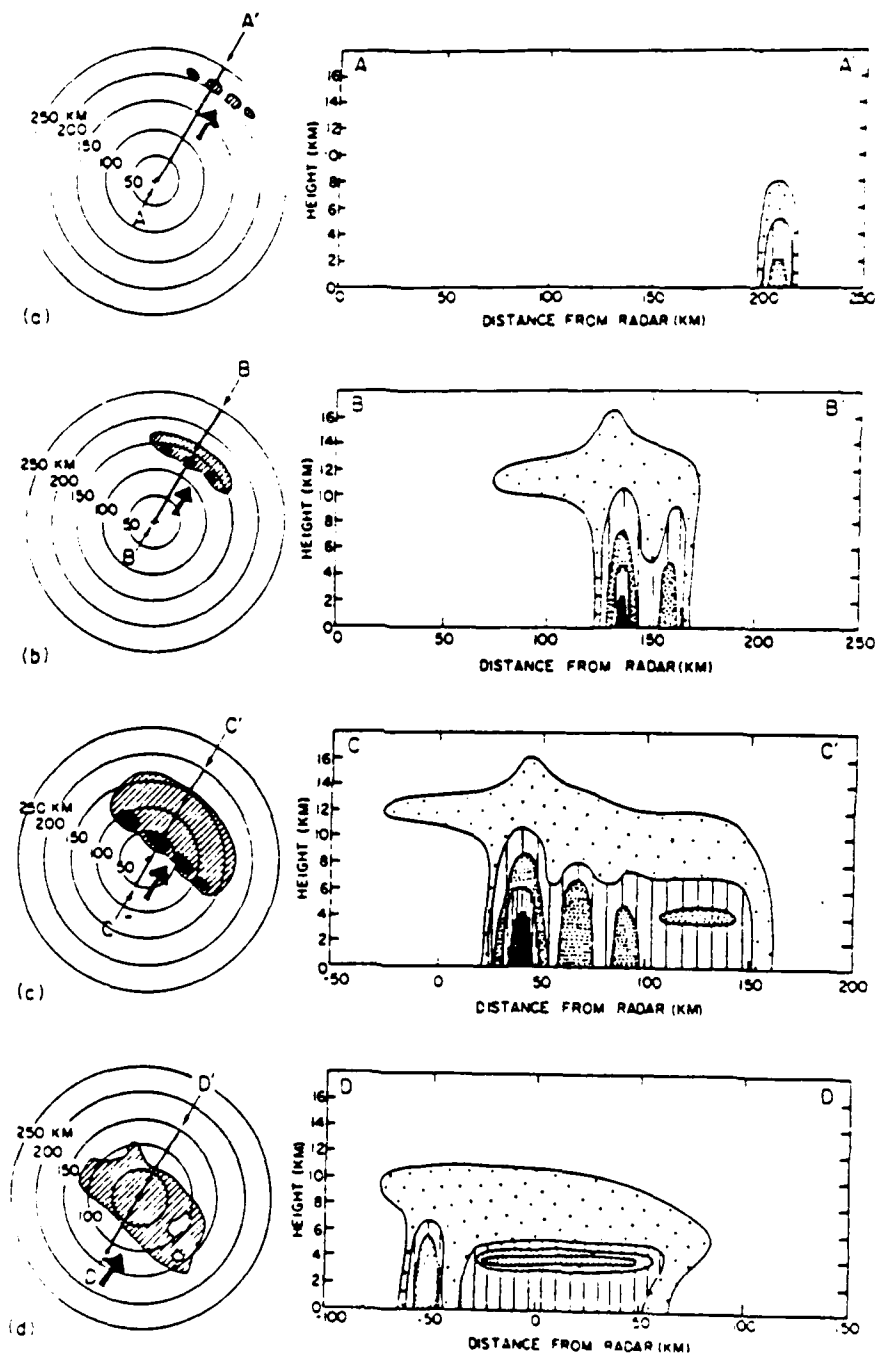 A'
250 KM
200
150
100
50
A
(a)
A A'
HEIGHT (KM)
16
14
12
10
8
6
4
2
0
0 50 100 150 200 250
DISTANCE FROM RADAR (KM)
B
250 KM
200
150
100
50
B
(b)
B B
HEIGHT (KM)
16
14
12
10
8
6
4
2
0
0 50 100 150 200 250
DISTANCE FROM RADAR (KM)
C'
250 KM
200
150
100
50
C
(c)
C C'
HEIGHT (KM)
16
14
12
10
8
6
4
2
0
-50 0 50 100 150 200
DISTANCE FROM RADAR (KM)
D'
250 KM
200
150
100
D
(d)
D D
HEIGHT (KM)
16
14
12
10
8
6
4
2
0
-100 -50 0 50 100 150
DISTANCE FROM RADAR (KM)